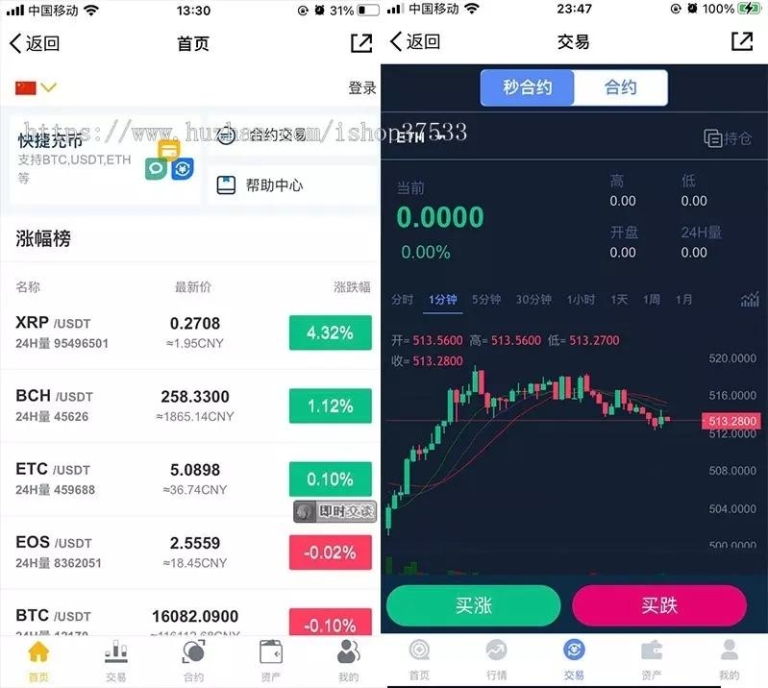 中国移动
13:30
31%
返回
首页
登录
快捷充币
支持BTC,USDT,ETH
等
合约交易
帮助中心
https://www.huzhan.com/ishop37533
涨幅榜
名称 最新价 涨跌幅
XRP /USDT 0.2708 4.32%
24H量 95496501 ≈1.95CNY
BCH /USDT 258.3300 1.12%
24H量 45626 ≈1865.14CNY
ETC /USDT 5.0898 0.10%
24H量 459688 ≈36.74CNY
即时交谈
EOS /USDT 2.5559 -0.02%
24H量 8362051 ≈18.45CNY
BTC /USDT 16082.0900 -0.10%
首页 交易 合约 资产 我的
中国移动
23:47
100%
返回
交易
秒合约 合约
ETH
持仓
当前 高 低
0.0000 0.00 0.00
开盘 24H量
0.00% 0.00 0.00
分时 1分钟 5分钟 30分钟 1小时 1天 1周 1月
开= 513.5600 高= 513.5600 低= 513.2700
收= 513.2800
520.0000
516.0000
513.2800
512.0000
508.0000
504.0000
500.0000
买涨 买跌
首页 行情 交易 资产 我的